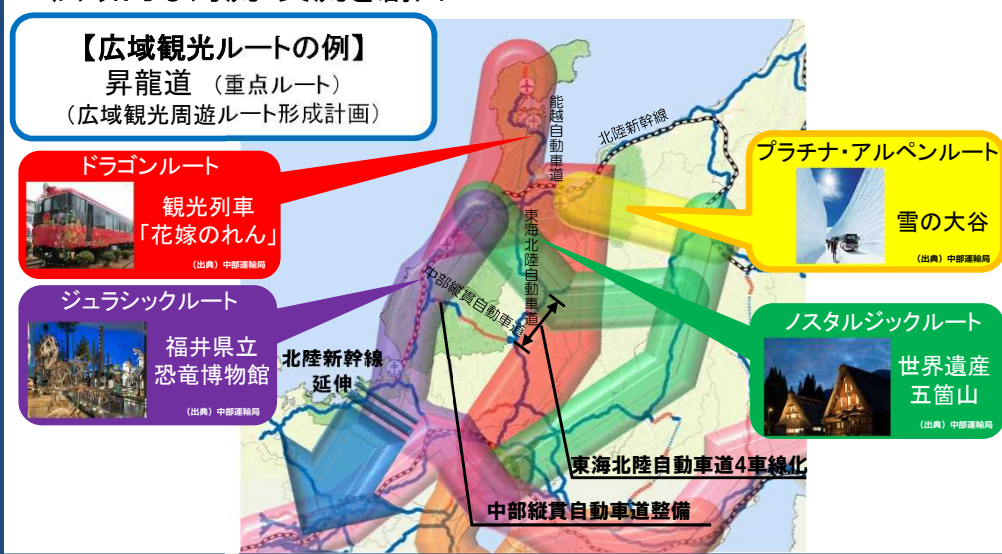 【広域観光ルートの例】
昇龍道 (重点ルート)
(広域観光周遊ルート形成計画)
能越自動車道
北陸新幹線
ドラゴンルート
観光列車
「花嫁のれん」
(出典)中部運輸局
プラチナ・アルペンルート
雪の大谷
(出典)中部運輸局
東海北陸自動車道
中部縦貫自動車道
ジュラシックルート
福井県立
恐竜博物館
(出典)中部運輸局
北陸新幹線
延伸
ノスタルジックルート
世界遺産
五箇山
(出典)中部運輸局
東海北陸自動車道4車線化
中部縦貫自動車道整備